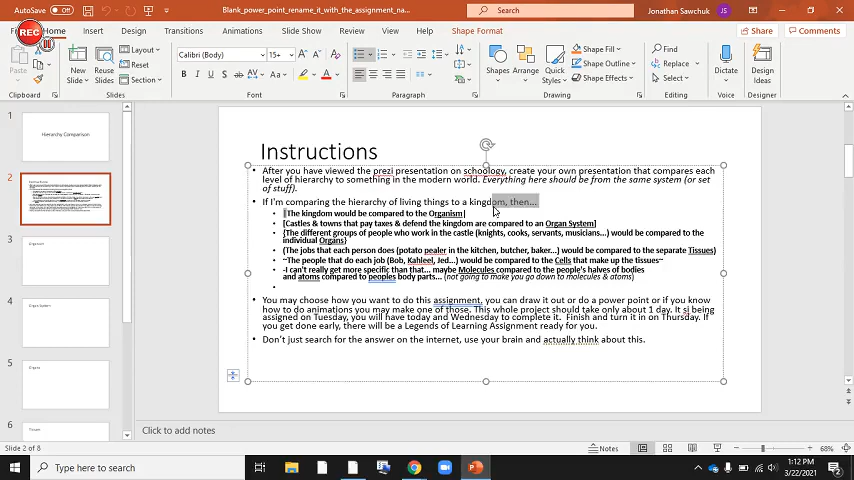 AutoSave Off
Blank_power_point_rename_it_with_the_assignment_na...
Search
Jonathan Sawchuk
REC
Home Insert Design Transitions Animations Slide Show Review View Help Shape Format
Share Comments
Paste
New Slide
Reuse Slides
Layout
Reset
Section
Calibri (Body) 15+
B I U S ab AV Aa A
Shapes Arrange Quick Styles
Shape Fill
Shape Outline
Shape Effects
Find
Replace
Select
Dictate
Design Ideas
Clipboard Slides Font Paragraph Drawing Editing Voice Designer
1
Hierarchy Comparison
2
3
Organism
4
Organ System
5
Organs
6
Instructions
• After you have viewed the prezi presentation on schoology, create your own presentation that compares each
level of hierarchy to something in the modern world. Everything here should be from the same system (or set
of stuff).
• If I'm comparing the hierarchy of living things to a kingdom, then...
• |The kingdom would be compared to the Organism|
• [Castles & towns that pay taxes & defend the kingdom are compared to an Organ System]
• {The different groups of people who work in the castle (knights, cooks, servants, musicians...) would be compared to the
individual Organs}
• (The jobs that each person does (potato pealer in the kitchen, butcher, baker...) would be compared to the separate Tissues)
• ~The people that do each job (Bob, Kahleel, Jed...) would be compared to the Cells that make up the tissues~
• -I can't really get more specific than that... maybe Molecules compared to the people's halves of bodies
and atoms compared to peoples body parts... (not going to make you go down to molecules & atoms)
•
• You may choose how you want to do this assignment, you can draw it out or do a power point or if you know
how to do animations you may make one of those. This whole project should take only about 1 day. It si being
assigned on Tuesday, you will have today and Wednesday to complete it. Finish and turn it in on Thursday. If
you get done early, there will be a Legends of Learning Assignment ready for you.
• Don't just search for the answer on the internet, use your brain and actually think about this.
Click to add notes
Slide 2 of 8
Notes
68%
Type here to search
1:12 PM
3/22/2021
2